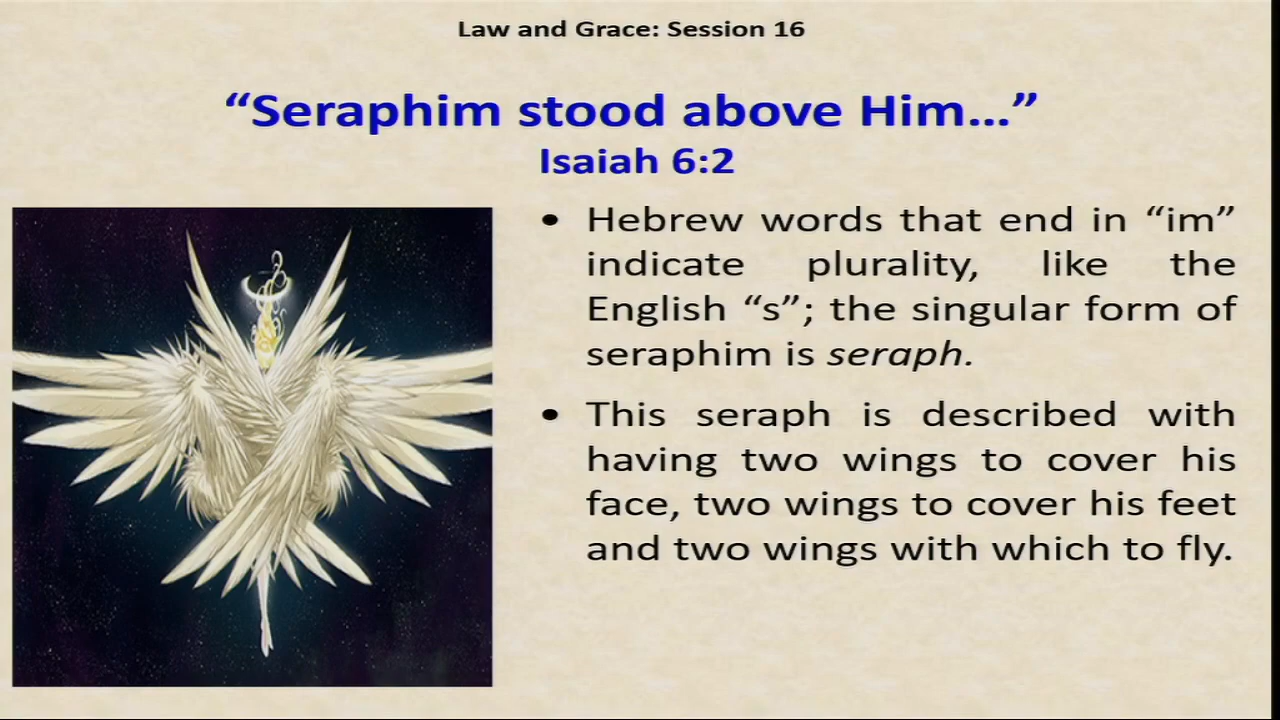 Law and Grace: Session 16
“Seraphim stood above Him...”
Isaiah 6:2
• Hebrew words that end in “im”
indicate plurality, like the
English “s”; the singular form of
seraphim is seraph.
• This seraph is described with
having two wings to cover his
face, two wings to cover his feet
and two wings with which to fly.